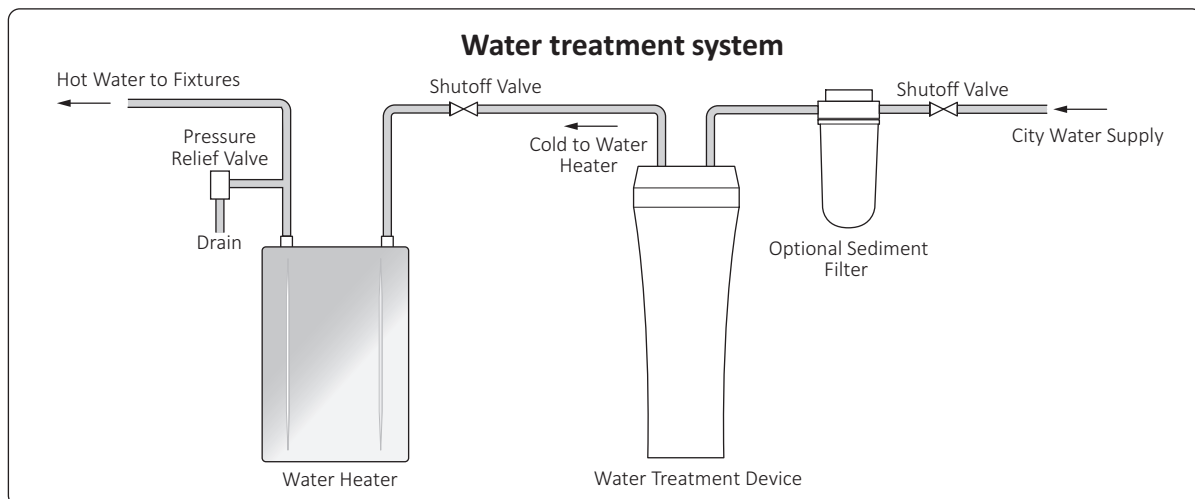 Water treatment system
Hot Water to Fixtures
Shutoff Valve
Shutoff Valve
Pressure
Relief Valve
Cold to Water
Heater
City Water Supply
Drain
Optional Sediment
Filter
Water Heater
Water Treatment Device